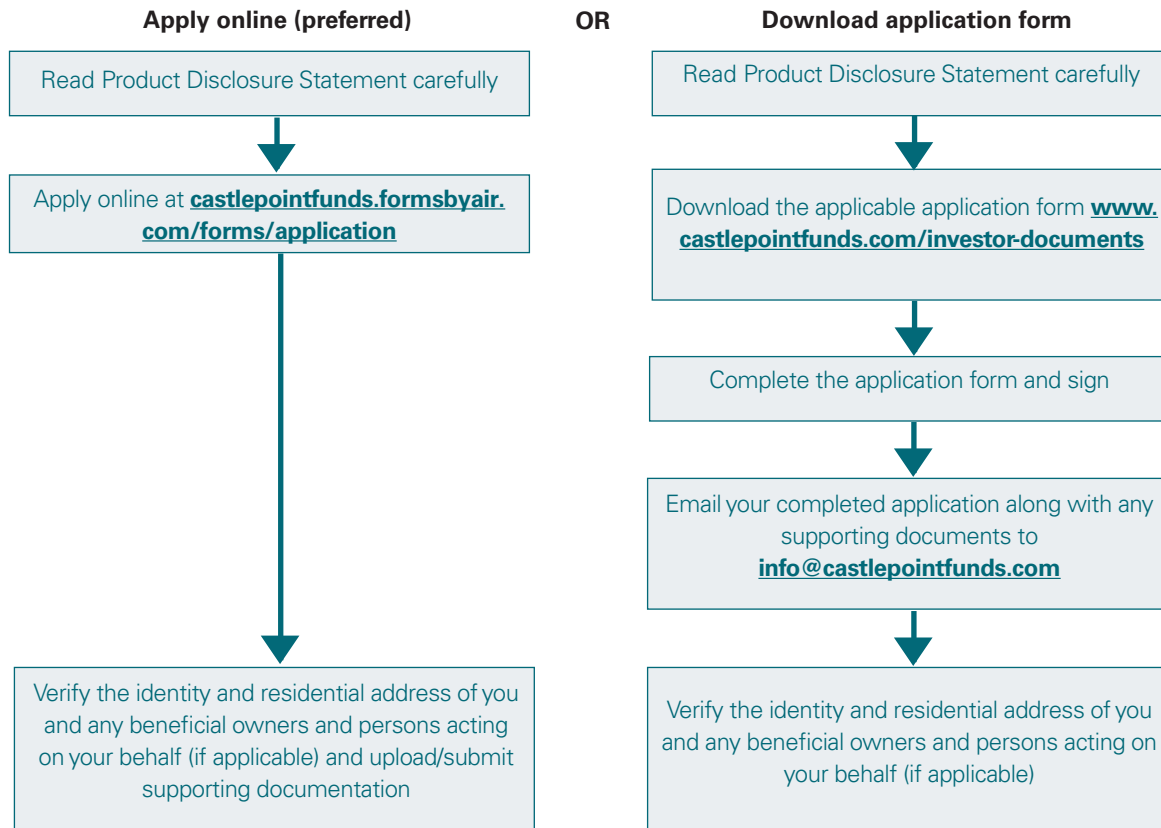 Apply online (preferred)
OR
Download application form
Read Product Disclosure Statement carefully
Apply online at castlepointfunds.formsbyair.
com/forms/application
Verify the identity and residential address of you
and any beneficial owners and persons acting
on your behalf (if applicable) and upload/submit
supporting documentation
Read Product Disclosure Statement carefully
Download the applicable application form www.
castlepointfunds.com/investor-documents
Complete the application form and sign
Email your completed application along with any
supporting documents to
info@castlepointfunds.com
Verify the identity and residential address of you
and any beneficial owners and persons acting on
your behalf (if applicable)